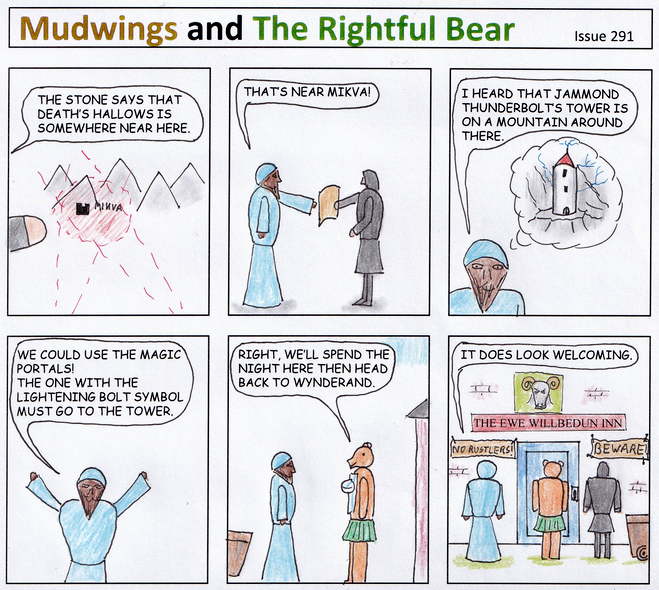 Mudwings and The Rightful Bear
Issue 291
THE STONE SAYS THAT
DEATH'S HALLOWS IS
SOMEWHERE NEAR HERE.
MIKVA
THAT'S NEAR MIKVA!
I HEARD THAT JAMMOND
THUNDERBOLT'S TOWER IS
ON A MOUNTAIN AROUND
THERE.
WE COULD USE THE MAGIC
PORTALS!
THE ONE WITH THE
LIGHTENING BOLT SYMBOL
MUST GO TO THE TOWER.
RIGHT, WE'LL SPEND THE
NIGHT HERE THEN HEAD
BACK TO WYNDERAND.
IT DOES LOOK WELCOMING.
THE EWE WILLBEDUN INN
NO RUSTLERS!
BEWARE!